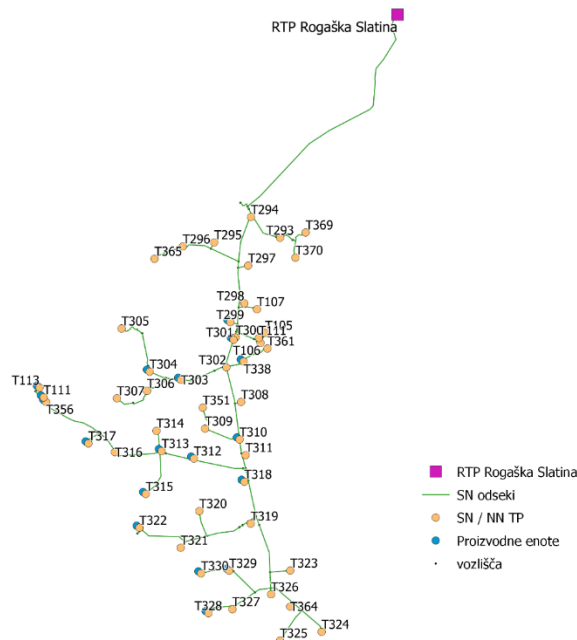 RTP Rogaška Slatina
T294
T293
T369
T296
T295
T365
T370
T297
T298
T107
T299
T105
T301
T300
T111
T361
T305
T106
T302
T338
T304
T303
T306
T307
T113
T111
T356
T351
T308
T309
T314
T310
T317
T313
T312
T311
T316
T318
T315
T320
T322
T319
T321
T330
T329
T323
T326
T328
T327
T364
T324
T325
RTP Rogaška Slatina
SN odseki
SN / NN TP
Proizvodne enote
vozlišča